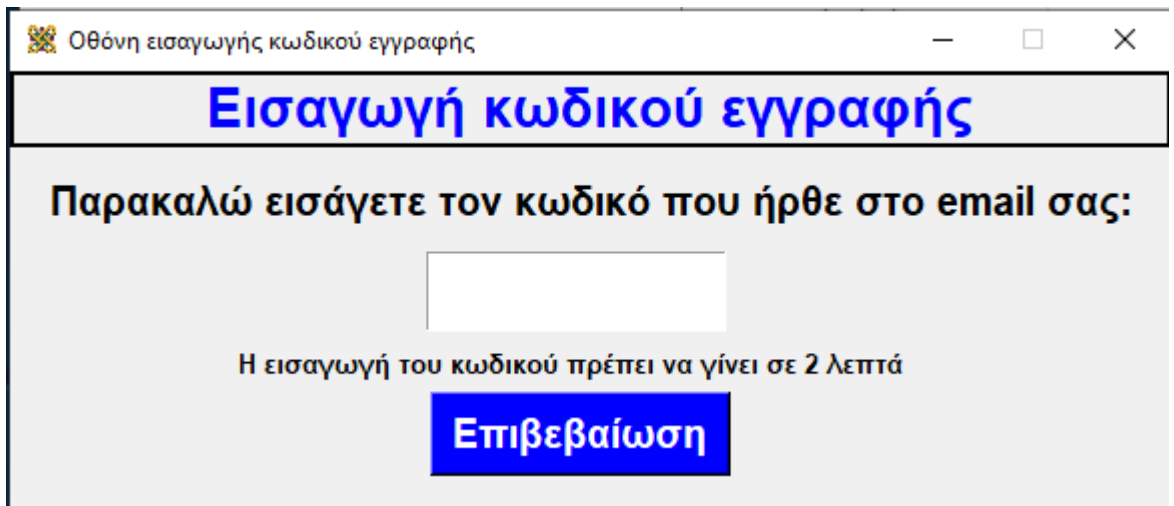 Οθόνη εισαγωγής κωδικού εγγραφής
Εισαγωγή κωδικού εγγραφής
Παρακαλώ εισάγετε τον κωδικό που ήρθε στο email σας:
Η εισαγωγή του κωδικού πρέπει να γίνει σε 2 λεπτά
Επιβεβαίωση